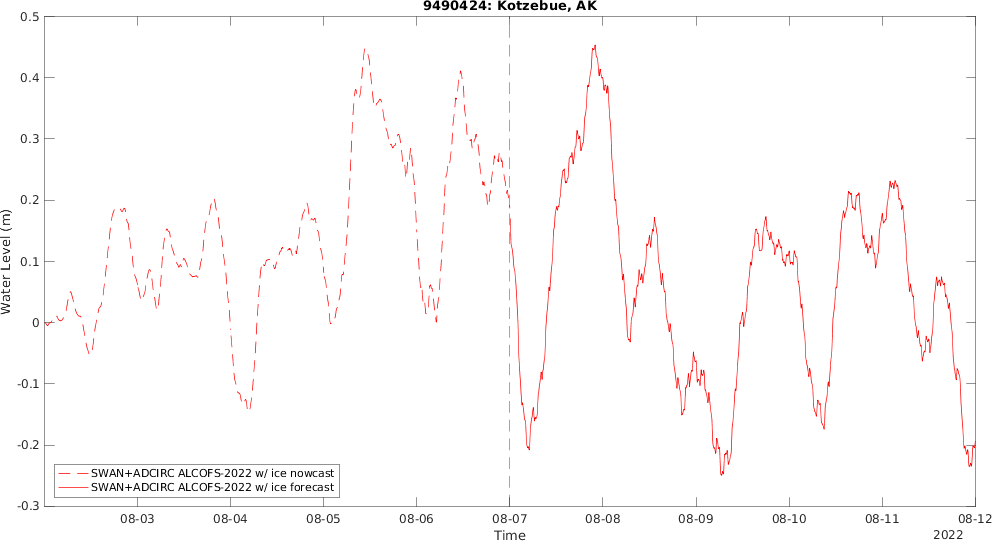 9490424: Kotzebue, AK
0.5
0.4
0.3
0.2
0.1
0
-0.1
-0.2
-0.3
Water Level (m)
SWAN+ADCIRC ALCOFS-2022 w/ ice nowcast
SWAN+ADCIRC ALCOFS-2022 w/ ice forecast
08-03 08-04 08-05 08-06 08-07 08-08 08-09 08-10 08-11 08-12
Time
2022